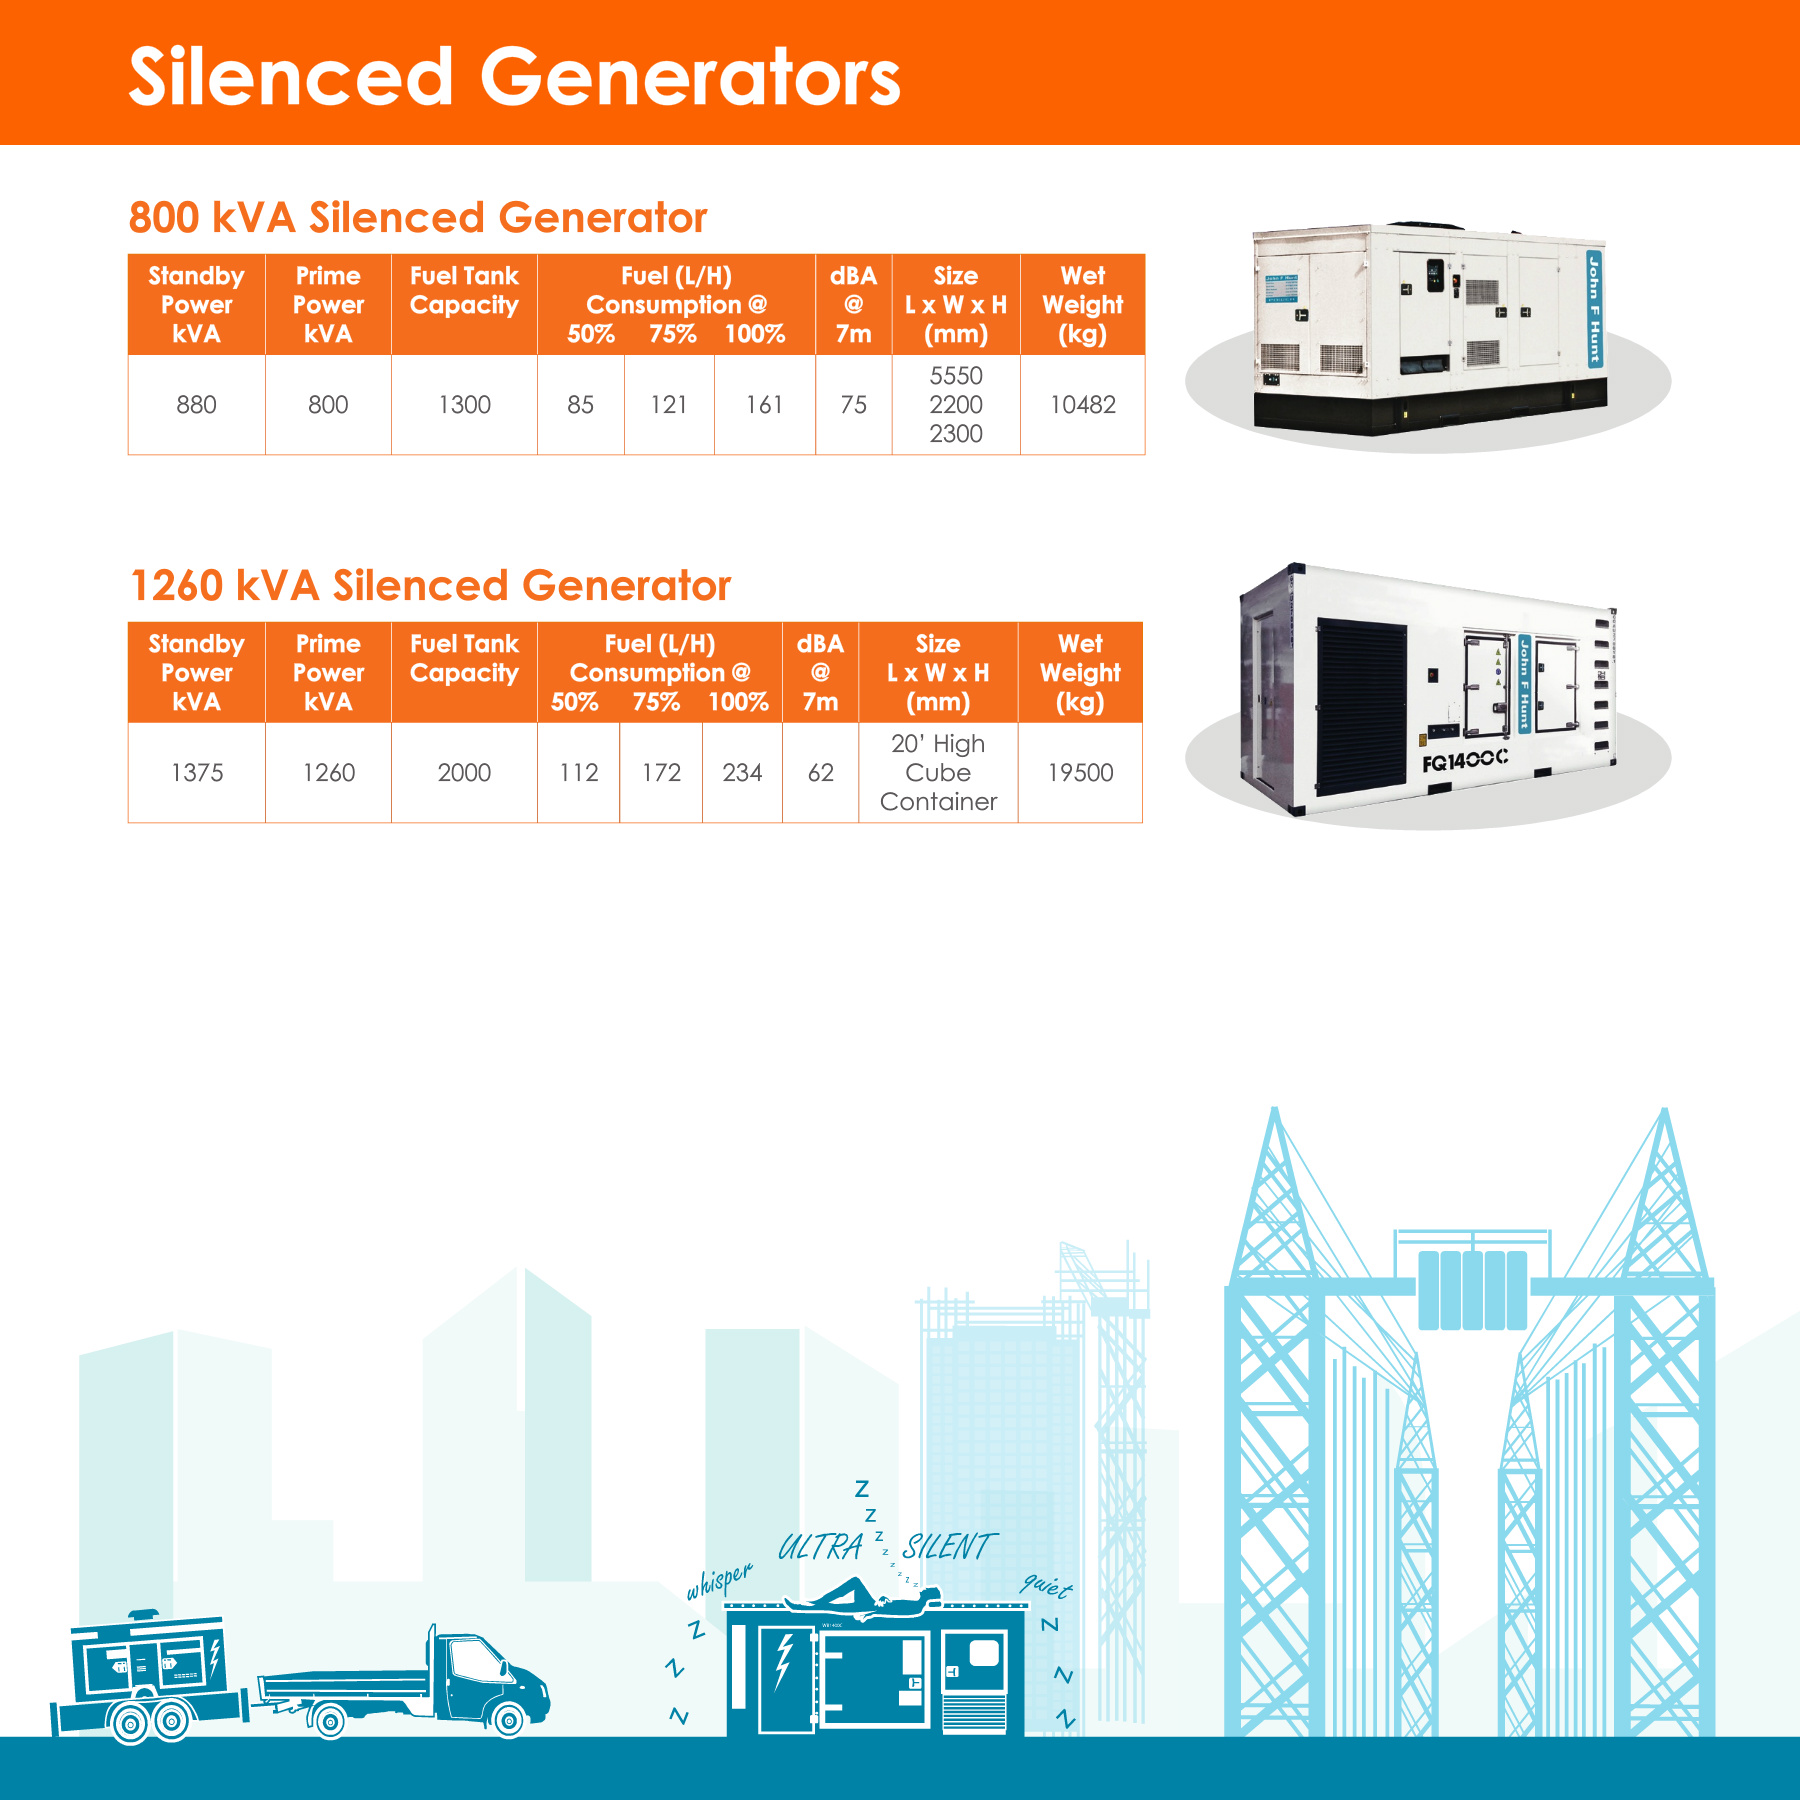 Silenced Generators
800 kVA Silenced Generator
Standby Power kVA
Prime Power kVA
Fuel Tank Capacity
Fuel (L/H) Consumption @
50% 75% 100%
dBA @ 7m
Size L x W x H (mm)
Wet Weight (kg)
880
800
1300
85
121
161
75
5550
2200
2300
10482
John F Hunt
John F Hunt
1260 kVA Silenced Generator
Standby Power kVA
Prime Power kVA
Fuel Tank Capacity
Fuel (L/H) Consumption @
50% 75% 100%
dBA @ 7m
Size L x W x H (mm)
Wet Weight (kg)
1375
1260
2000
112
172
234
62
20’ High
Cube
Container
19500
John F Hunt
FQ1400C
z
z
z
z
z
z
z
z
ULTRA SILENT
whisper
quiet
Z
Z
Z
Z
Z
Z